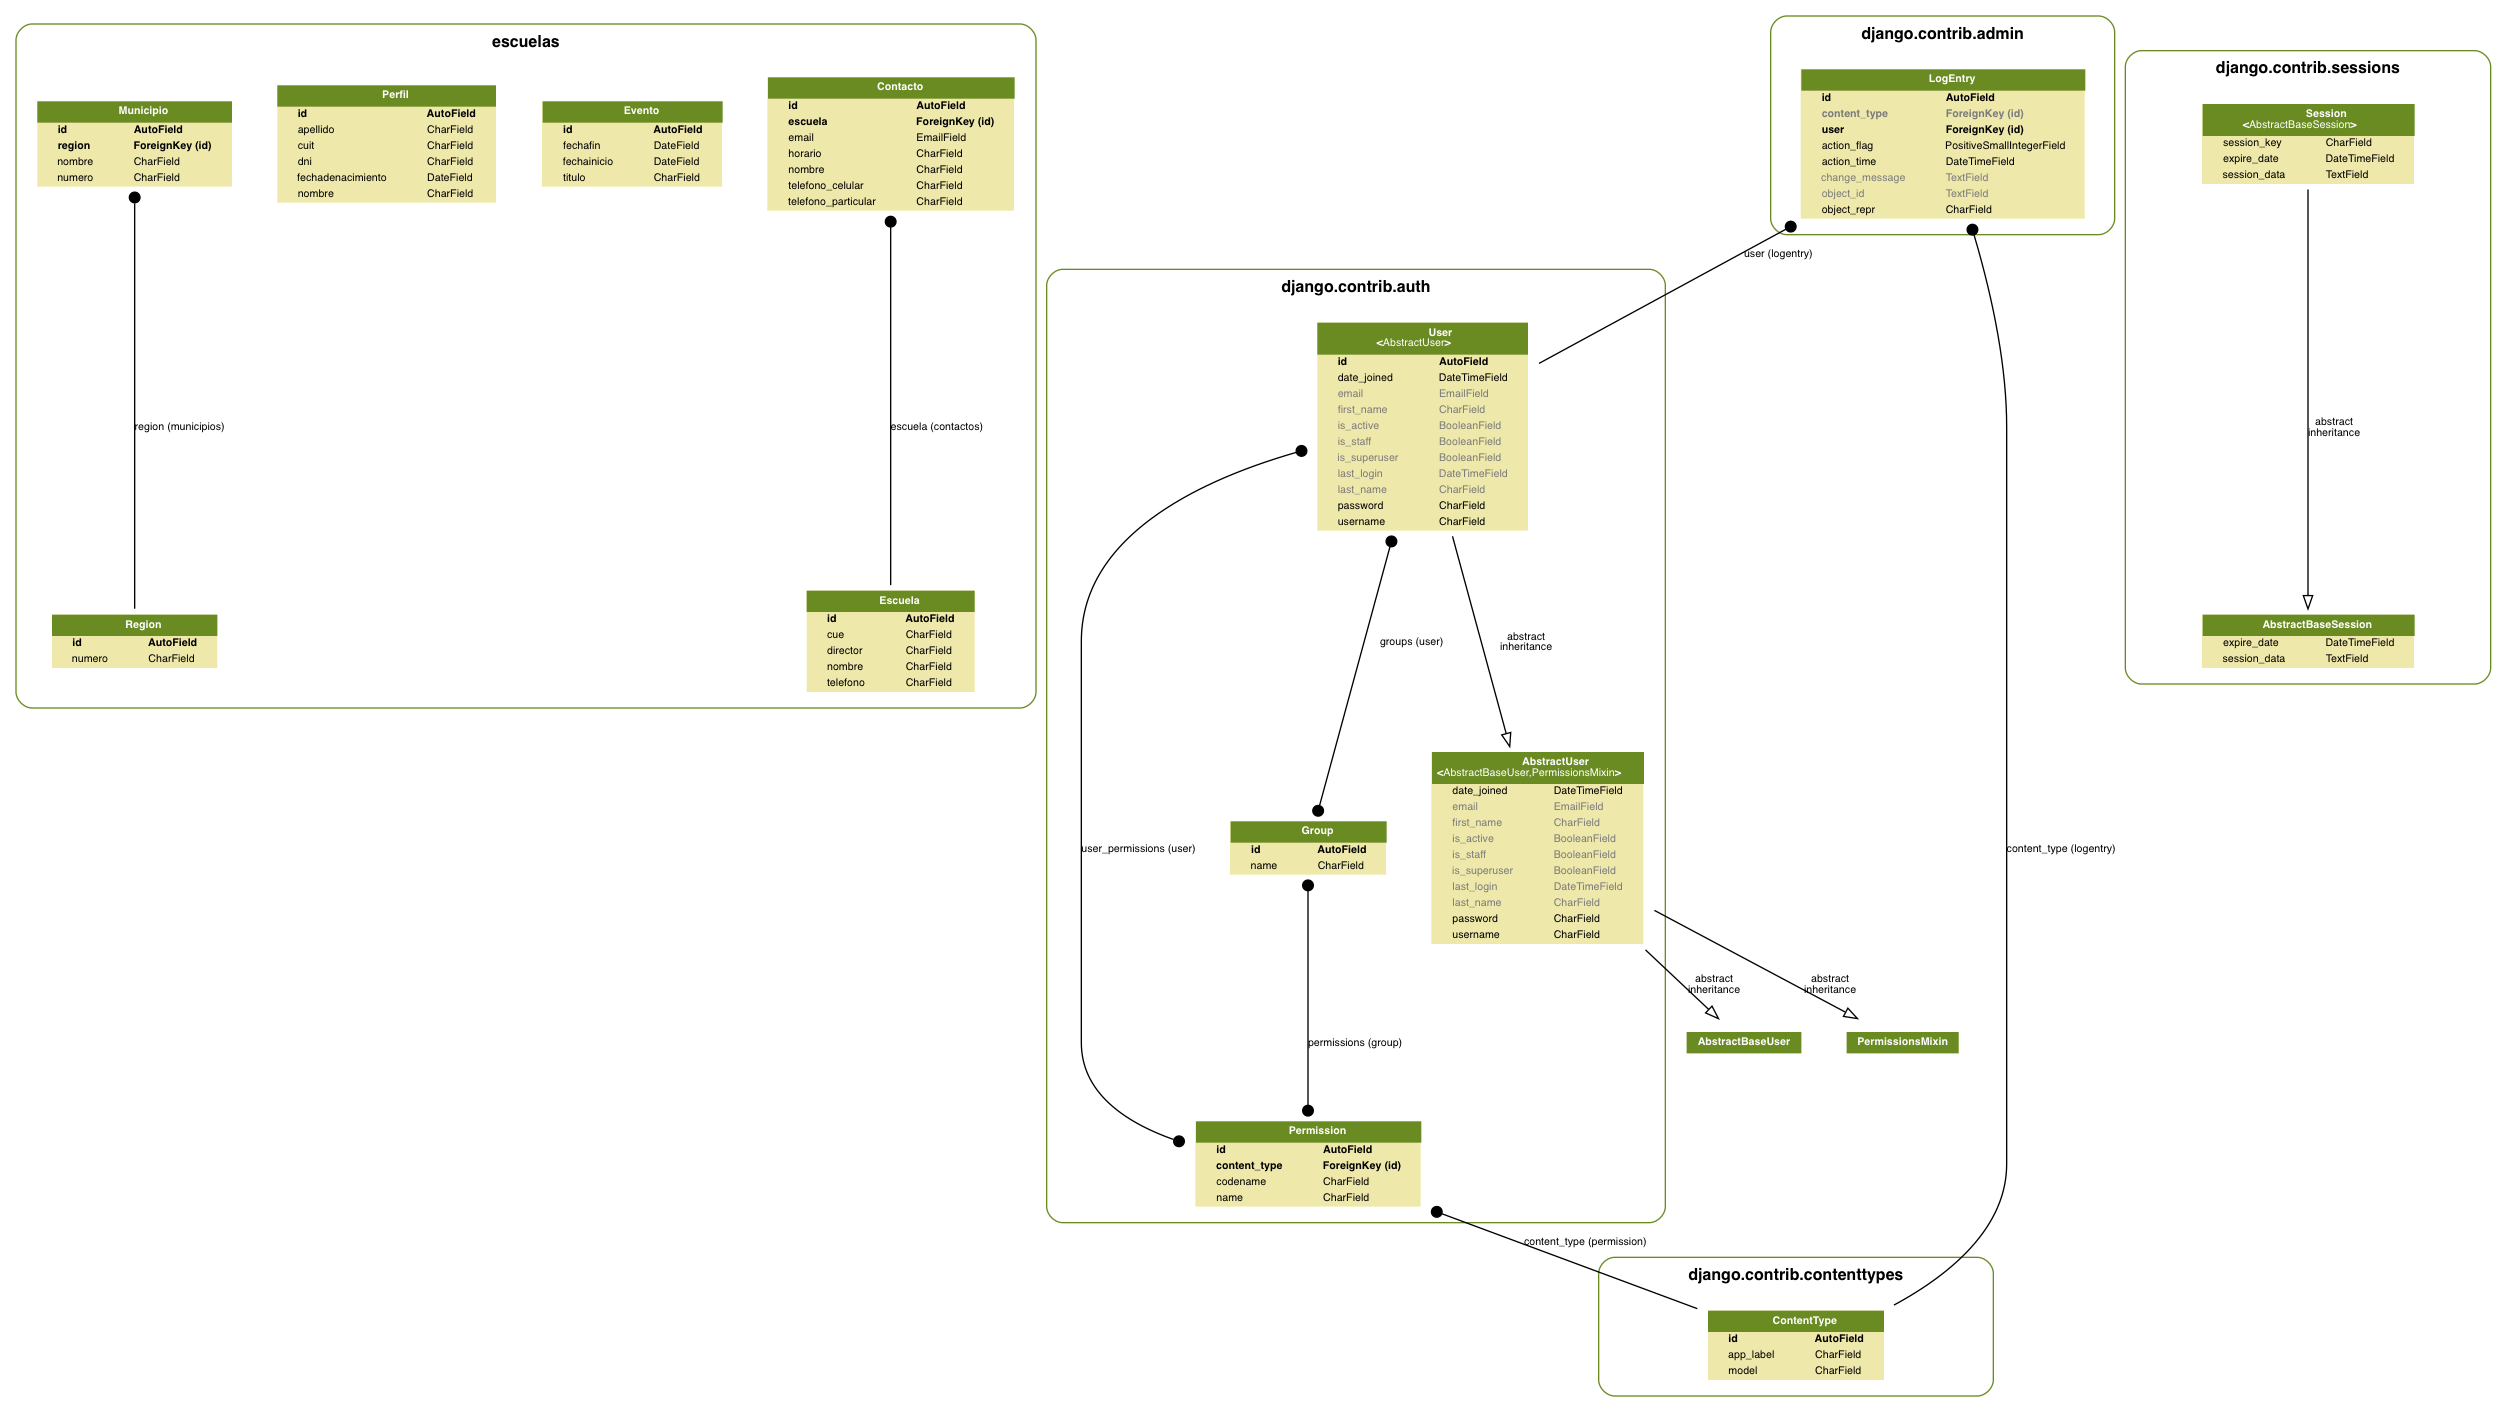 escuelas
Municipio
id AutoField
region ForeignKey (id)
nombre CharField
numero CharField
Perfil
id AutoField
apellido CharField
cuit CharField
dni CharField
fechadenacimiento DateField
nombre CharField
Evento
id AutoField
fechafin DateField
fechainicio DateField
titulo CharField
Contacto
id AutoField
escuela ForeignKey (id)
email EmailField
horario CharField
nombre CharField
telefono_celular CharField
telefono_particular CharField
region (municipios)
escuela (contactos)
Region
id AutoField
numero CharField
Escuela
id AutoField
cue CharField
director CharField
nombre CharField
telefono CharField
django.contrib.admin
LogEntry
id AutoField
content_type ForeignKey (id)
user ForeignKey (id)
action_flag PositiveSmallIntegerField
action_time DateTimeField
change_message TextField
object_id TextField
object_repr CharField
user (logentry)
django.contrib.sessions
Session
<AbstractBaseSession>
session_key CharField
expire_date DateTimeField
session_data TextField
abstract
inheritance
AbstractBaseSession
expire_date DateTimeField
session_data TextField
django.contrib.auth
User
<AbstractUser>
id AutoField
date_joined DateTimeField
email EmailField
first_name CharField
is_active BooleanField
is_staff BooleanField
is_superuser BooleanField
last_login DateTimeField
last_name CharField
password CharField
username CharField
groups (user)
abstract
inheritance
AbstractUser
<AbstractBaseUser,PermissionsMixin>
date_joined DateTimeField
email EmailField
first_name CharField
is_active BooleanField
is_staff BooleanField
is_superuser BooleanField
last_login DateTimeField
last_name CharField
password CharField
username CharField
Group
id AutoField
name CharField
user_permissions (user)
content_type (logentry)
abstract
inheritance
abstract
inheritance
AbstractBaseUser
PermissionsMixin
permissions (group)
Permission
id AutoField
content_type ForeignKey (id)
codename CharField
name CharField
content_type (permission)
django.contrib.contenttypes
ContentType
id AutoField
app_label CharField
model CharField